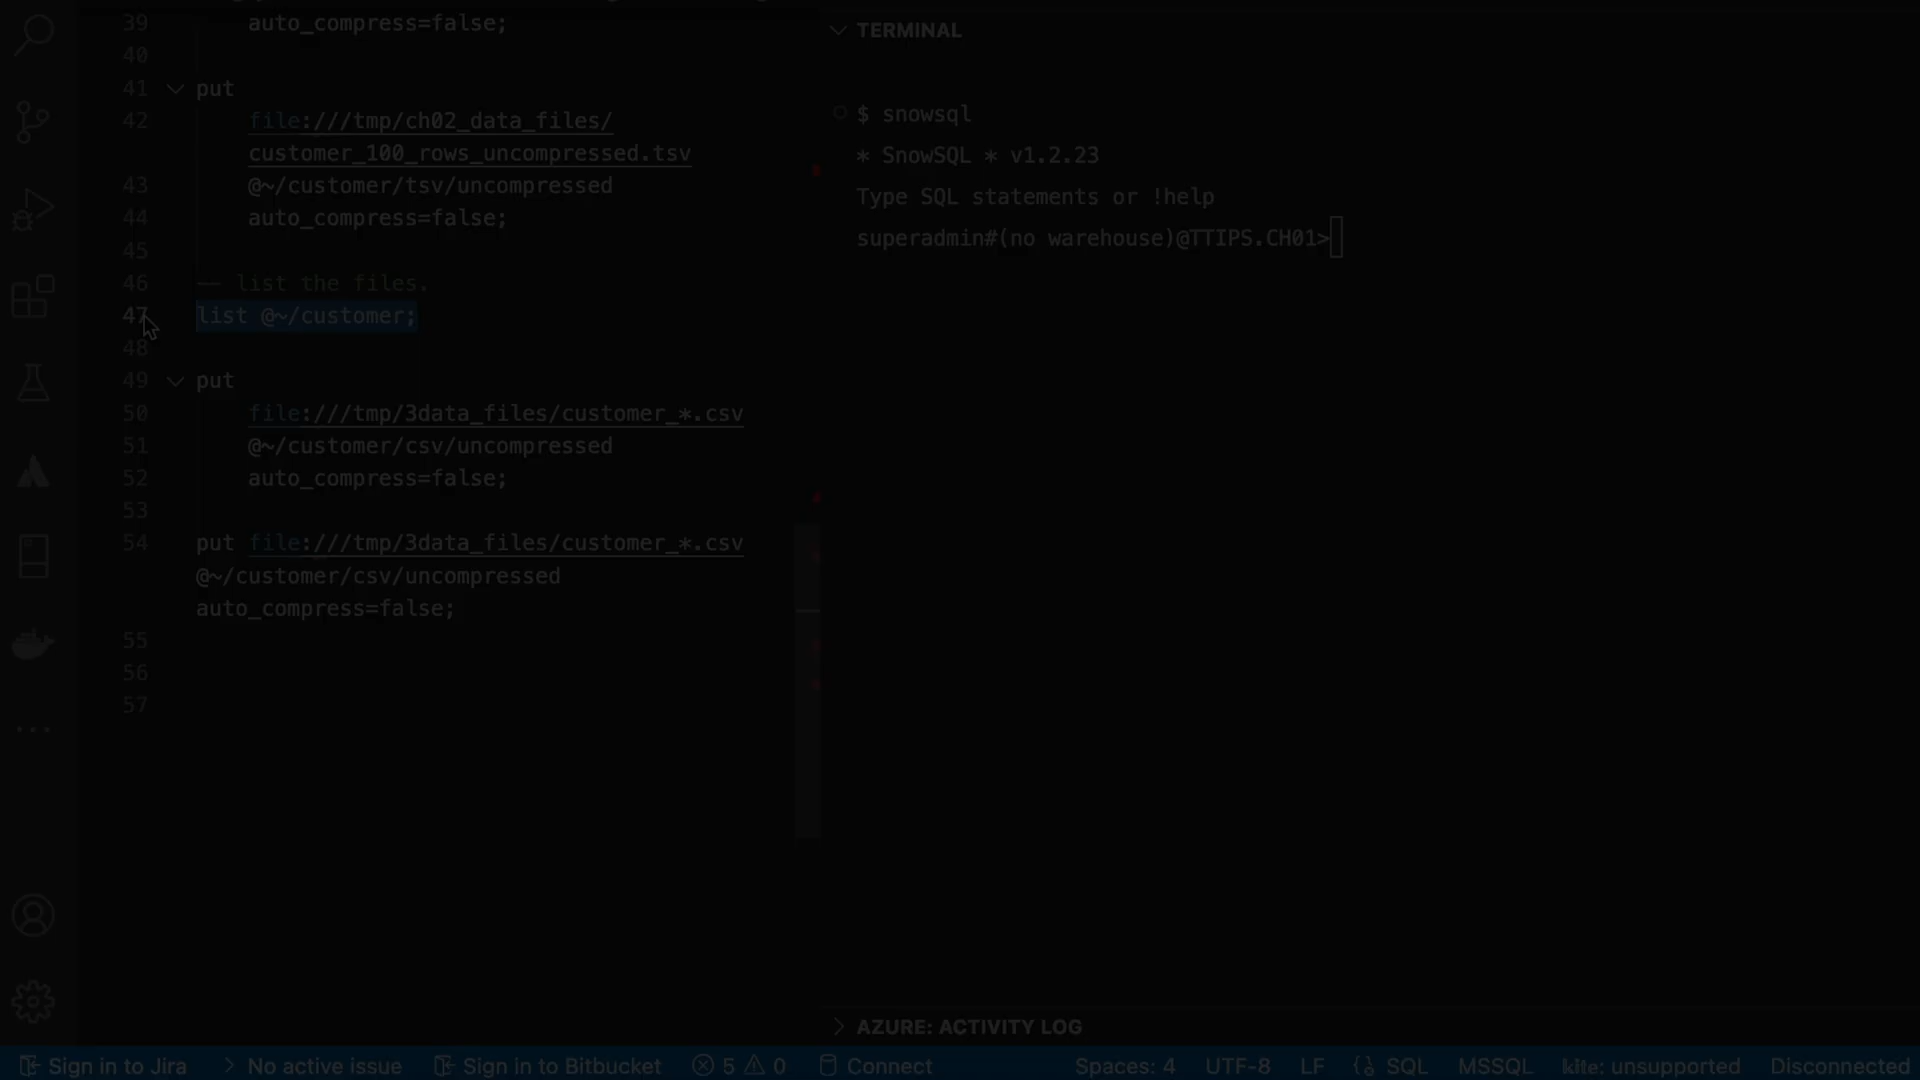 39 auto_compress=false;
40
41 put
42 file:///tmp/ch02_data_files/
customer_100_rows_uncompressed.tsv
43 @~/customer/tsv/uncompressed
44 auto_compress=false;
45
46 -- list the files.
47 list @~/customer;
48
49 put
50 file:///tmp/3data_files/customer_*.csv
51 @~/customer/csv/uncompressed
52 auto_compress=false;
53
54 put file:///tmp/3data_files/customer_*.csv
@~/customer/csv/uncompressed
auto_compress=false;
55
56
57
TERMINAL
$ snowsql
* SnowSQL * v1.2.23
Type SQL statements or !help
superadmin#(no warehouse)@TTIPS.CH01>
AZURE: ACTIVITY LOG
Sign in to Jira > No active issue Sign in to Bitbucket 5 0 Connect Spaces: 4 UTF-8 LF SQL MSSQL kite: unsupported Disconnected